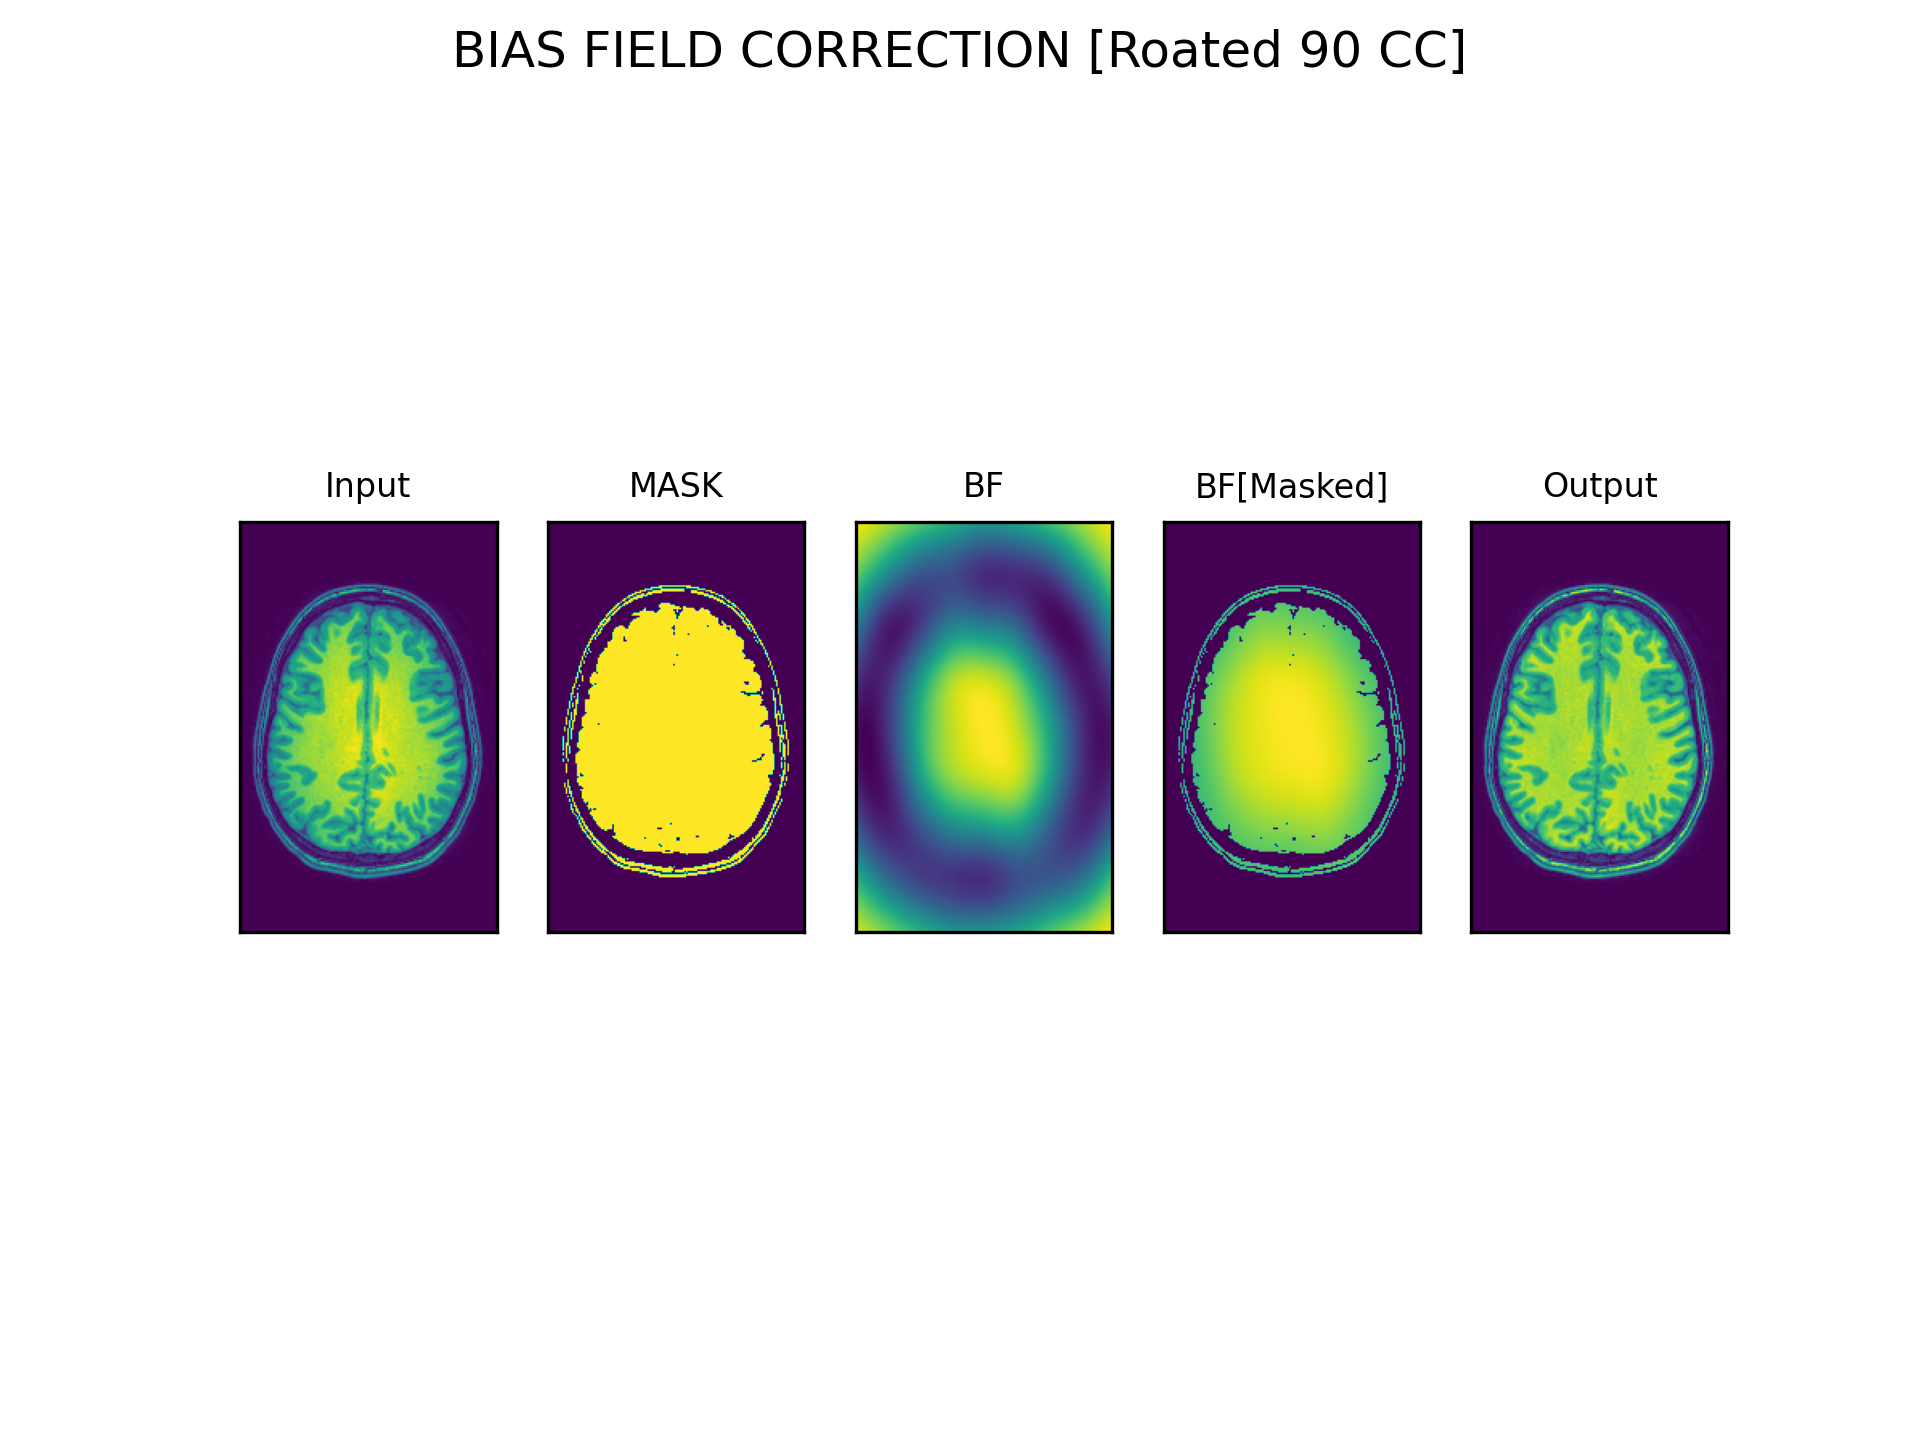 BIAS FIELD CORRECTION [Roated 90 CC]
Input
MASK
BF
BF[Masked]
Output